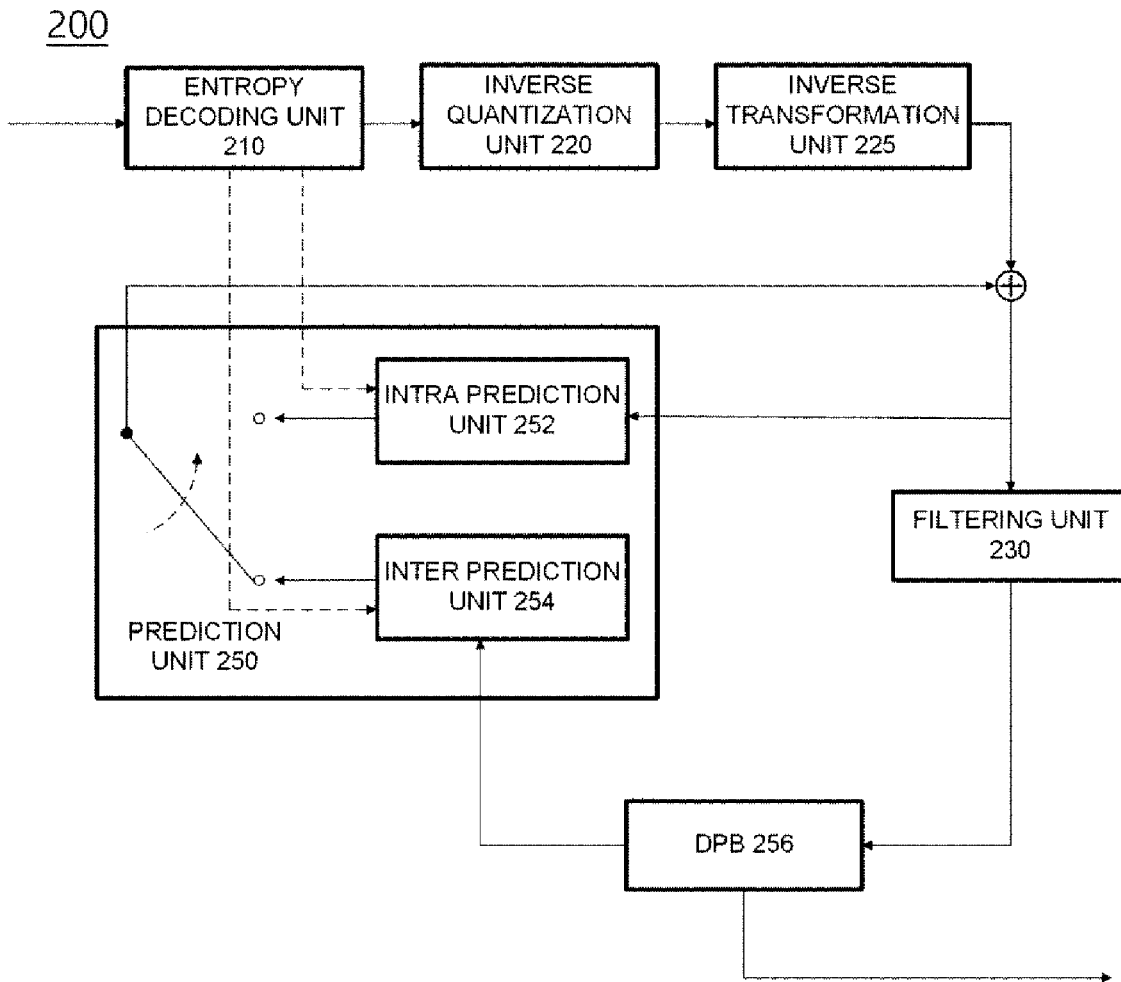 200
ENTROPY
DECODING UNIT
210
INVERSE
QUANTIZATION
UNIT 220
INVERSE
TRANSFORMATION
UNIT 225
INTRA PREDICTION
UNIT 252
FILTERING UNIT
230
INTER PREDICTION
UNIT 254
PREDICTION
UNIT 250
DPB 256